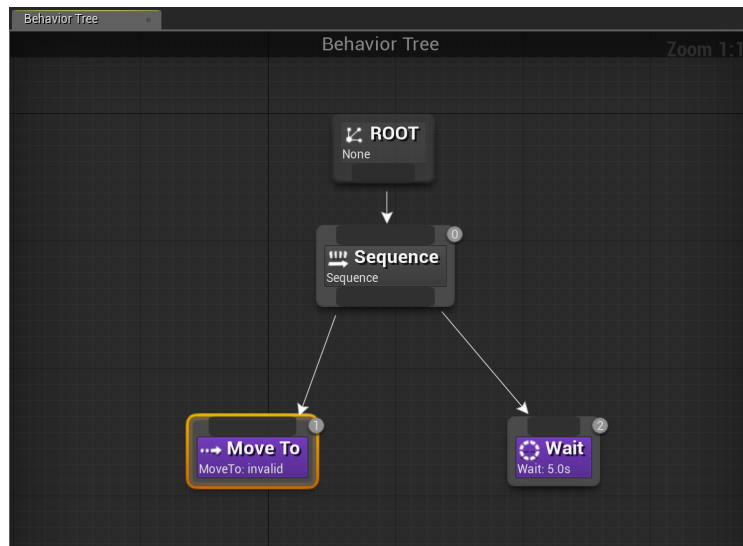 Behavior Tree
Behavior Tree
Zoom 1:1
ROOT
None
0
Sequence
Sequence
1
Move To
MoveTo: invalid
2
Wait
Wait: 5.0s